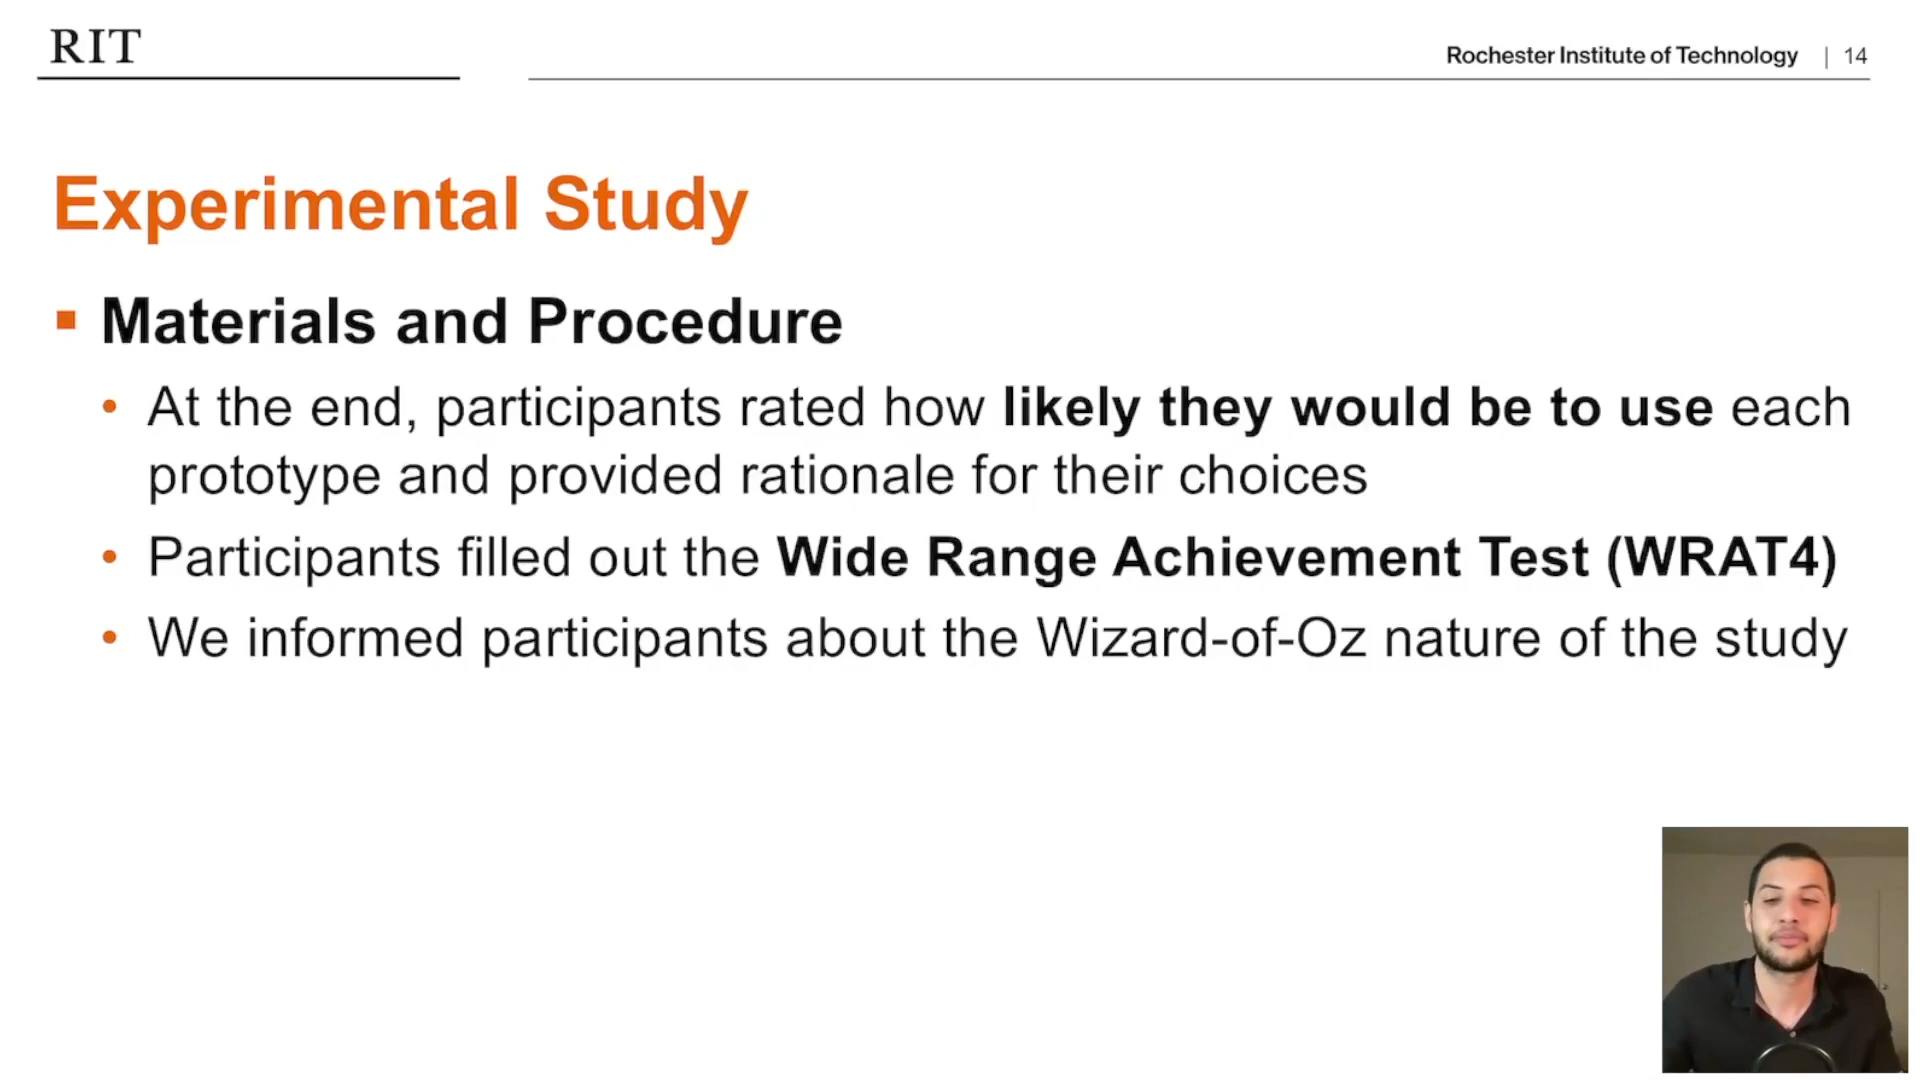 RIT
Rochester Institute of Technology | 14
Experimental Study
▪ Materials and Procedure
• At the end, participants rated how likely they would be to use each
prototype and provided rationale for their choices
• Participants filled out the Wide Range Achievement Test (WRAT4)
• We informed participants about the Wizard-of-Oz nature of the study